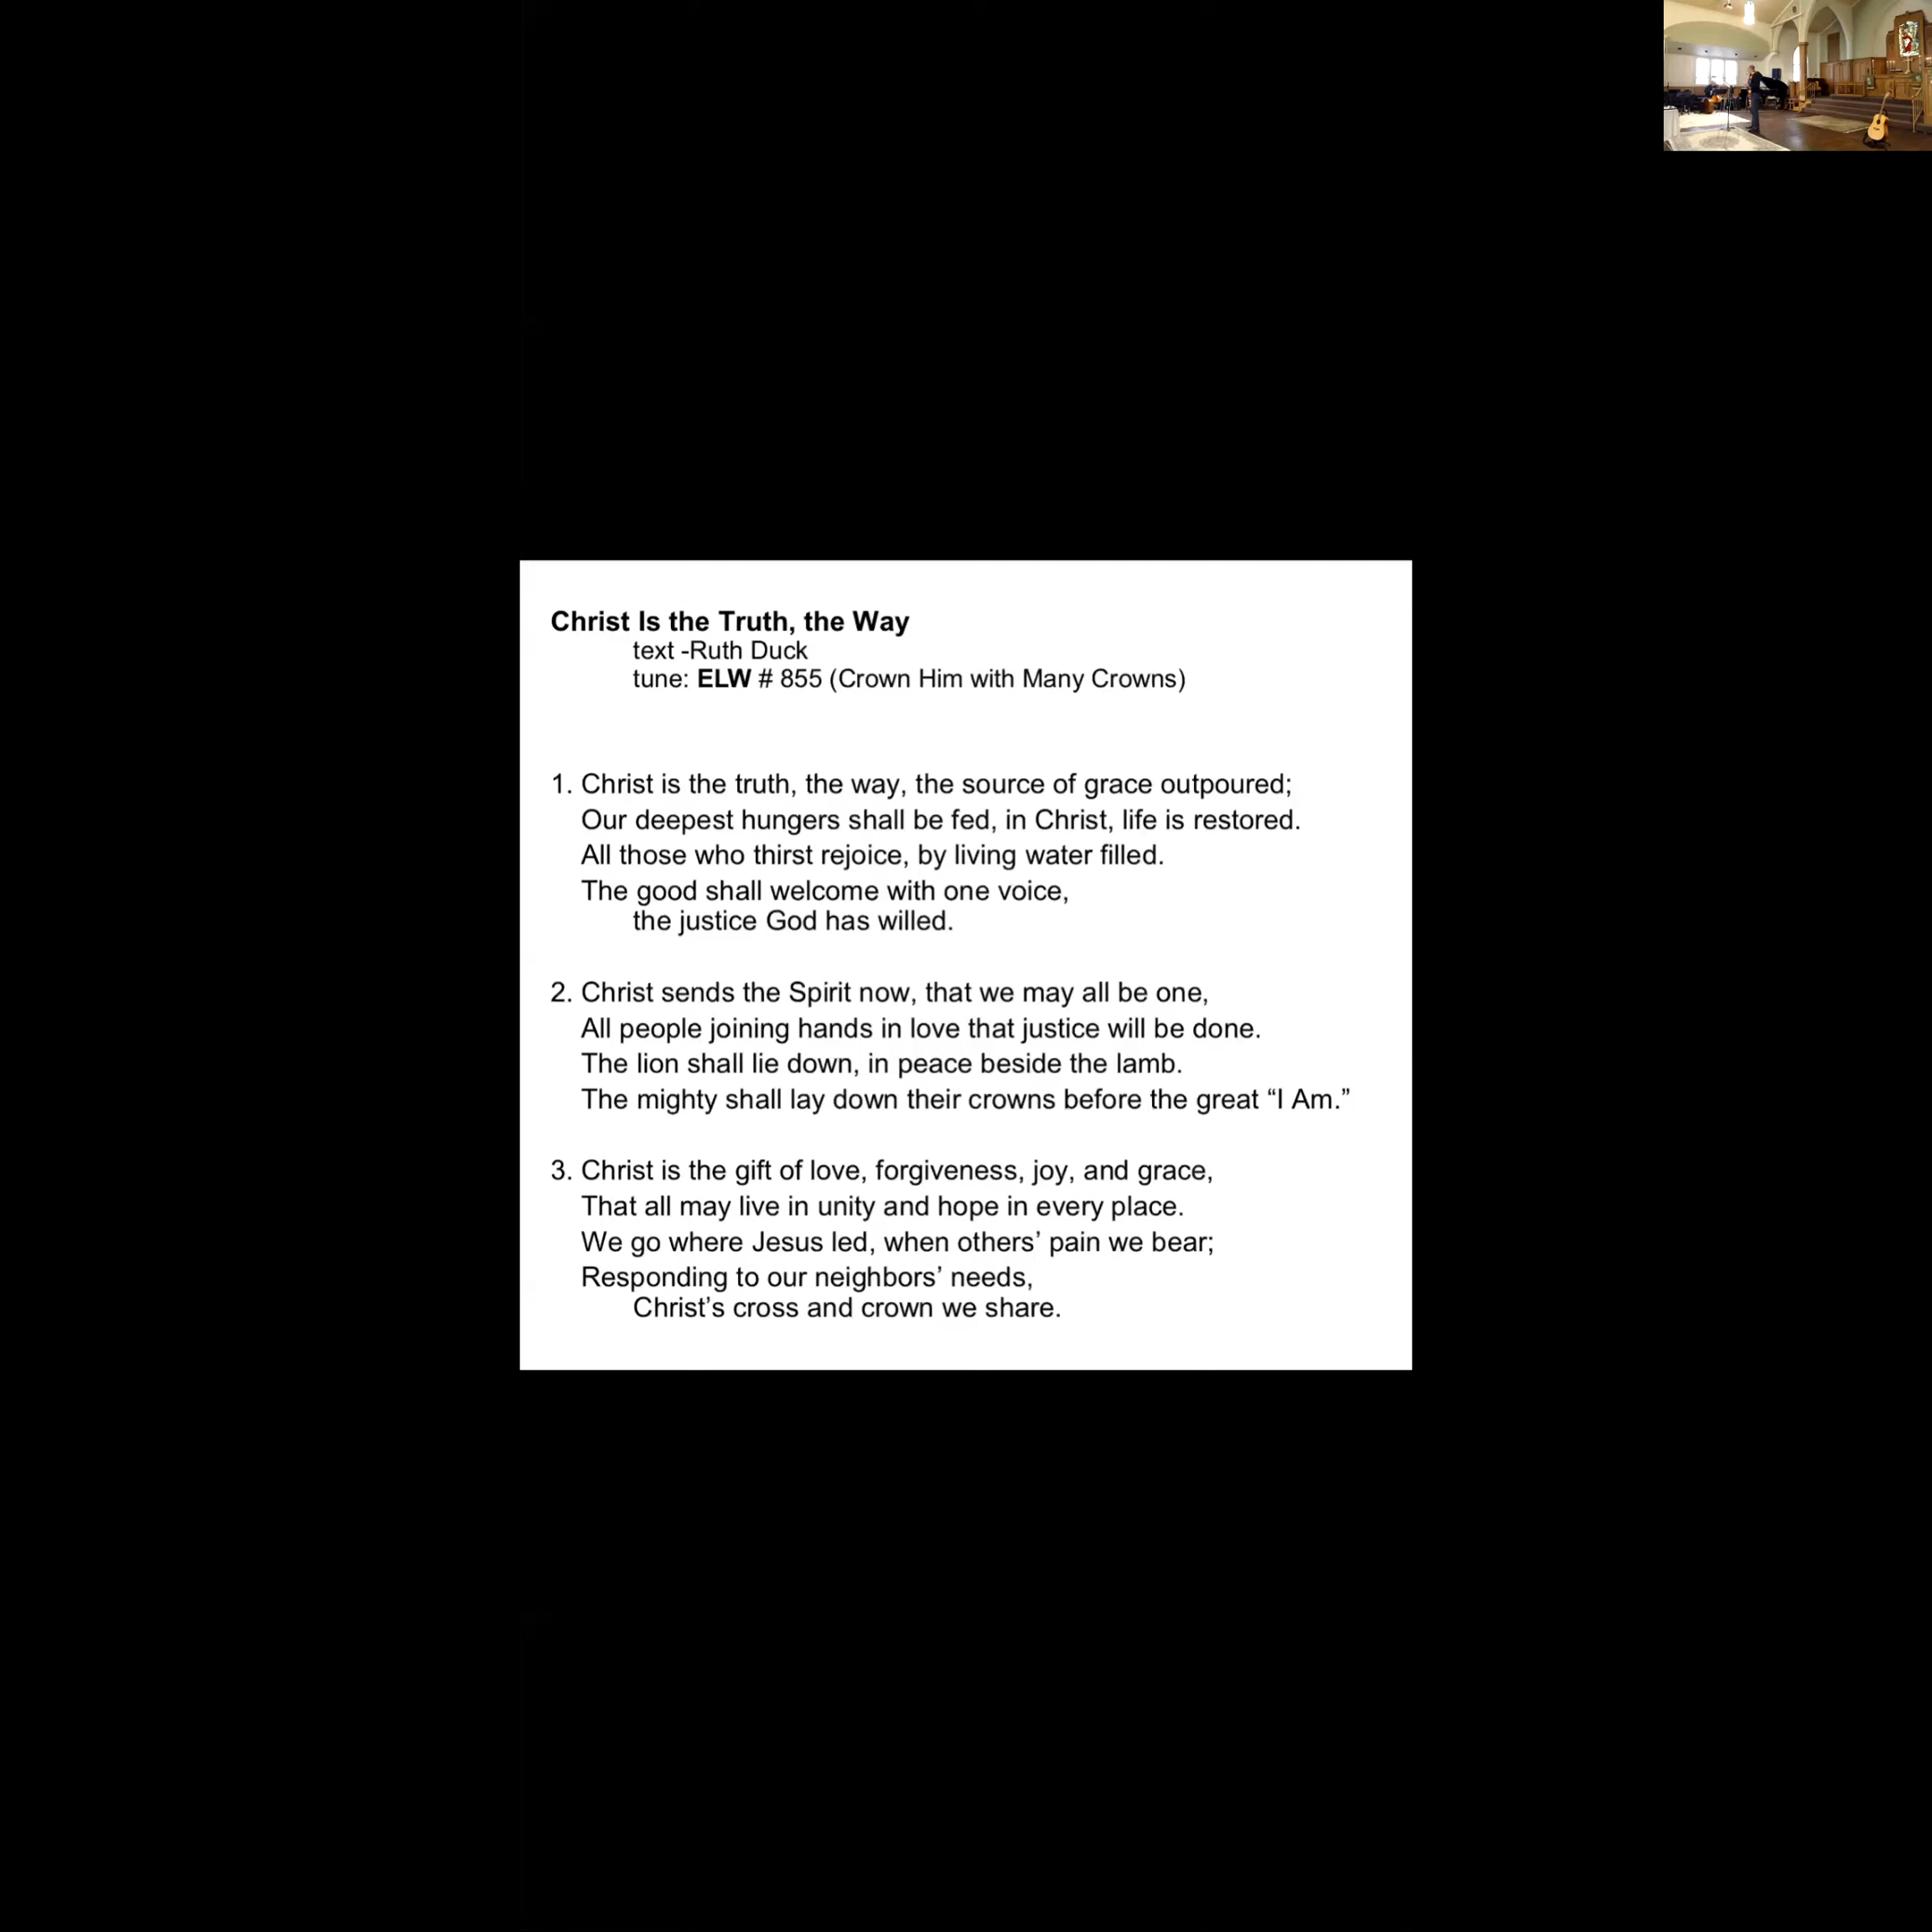 Christ Is the Truth, the Way
text -Ruth Duck
tune: ELW # 855 (Crown Him with Many Crowns)
1. Christ is the truth, the way, the source of grace outpoured;
Our deepest hungers shall be fed, in Christ, life is restored.
All those who thirst rejoice, by living water filled.
The good shall welcome with one voice,
the justice God has willed.
2. Christ sends the Spirit now, that we may all be one,
All people joining hands in love that justice will be done.
The lion shall lie down, in peace beside the lamb.
The mighty shall lay down their crowns before the great “I Am.”
3. Christ is the gift of love, forgiveness, joy, and grace,
That all may live in unity and hope in every place.
We go where Jesus led, when others’ pain we bear;
Responding to our neighbors’ needs,
Christ’s cross and crown we share.